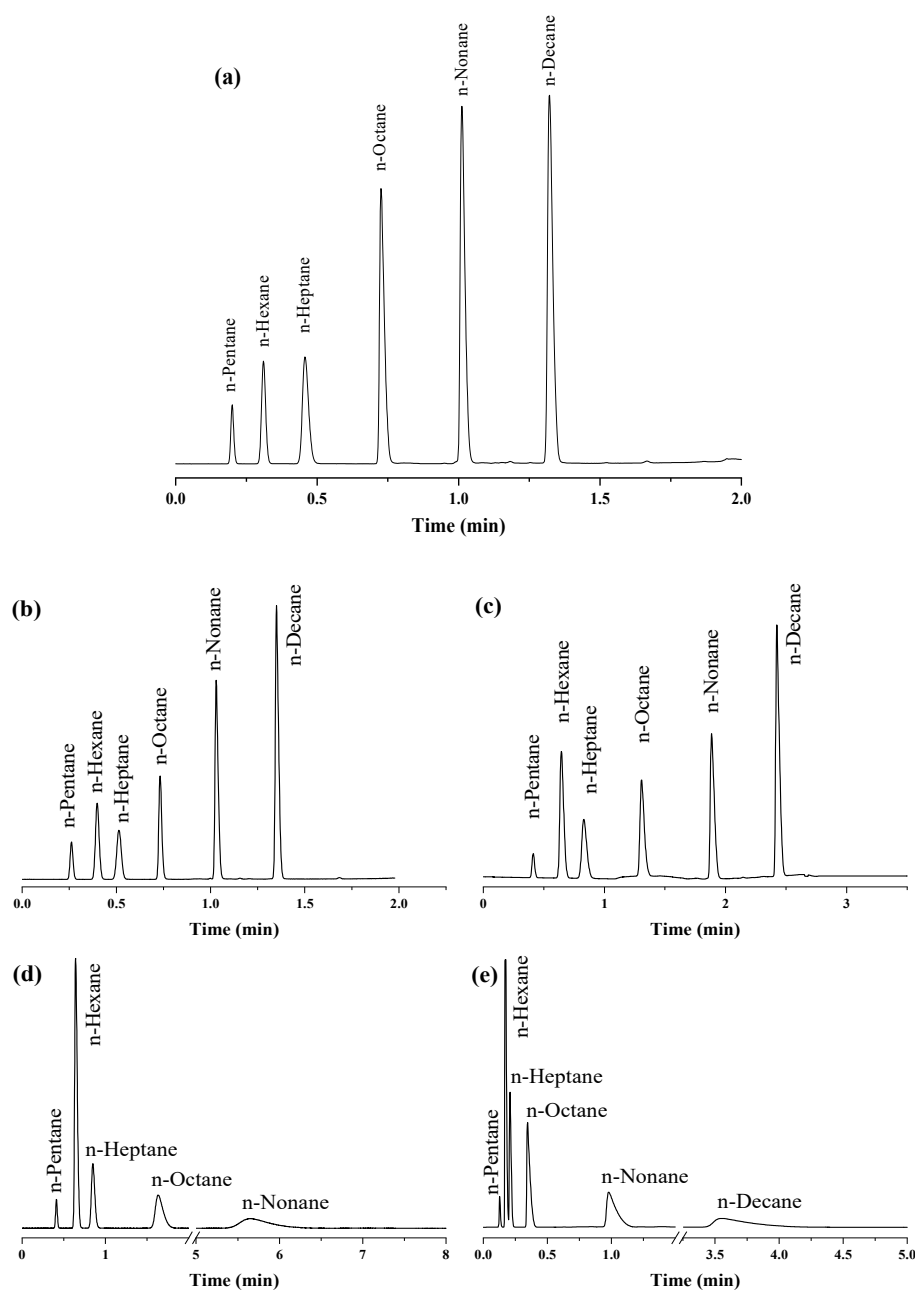 (a)
n-Pentane
n-Hexane
n-Heptane
n-Octane
n-Nonane
n-Decane
0.0 0.5 1.0 1.5 2.0
Time (min)
(b)
n-Pentane
n-Hexane
n-Heptane
n-Octane
n-Nonane
n-Decane
0.0 0.5 1.0 1.5 2.0
Time (min)
(c)
n-Pentane
n-Hexane
n-Heptane
n-Octane
n-Nonane
n-Decane
0 1 2 3
Time (min)
(d)
n-Pentane
n-Hexane
n-Heptane
n-Octane
n-Nonane
0 1 5 6 7 8
Time (min)
(e)
n-Pentane
n-Hexane
n-Heptane
n-Octane
n-Nonane
n-Decane
0.0 0.5 1.0 3.5 4.0 4.5 5.0
Time (min)